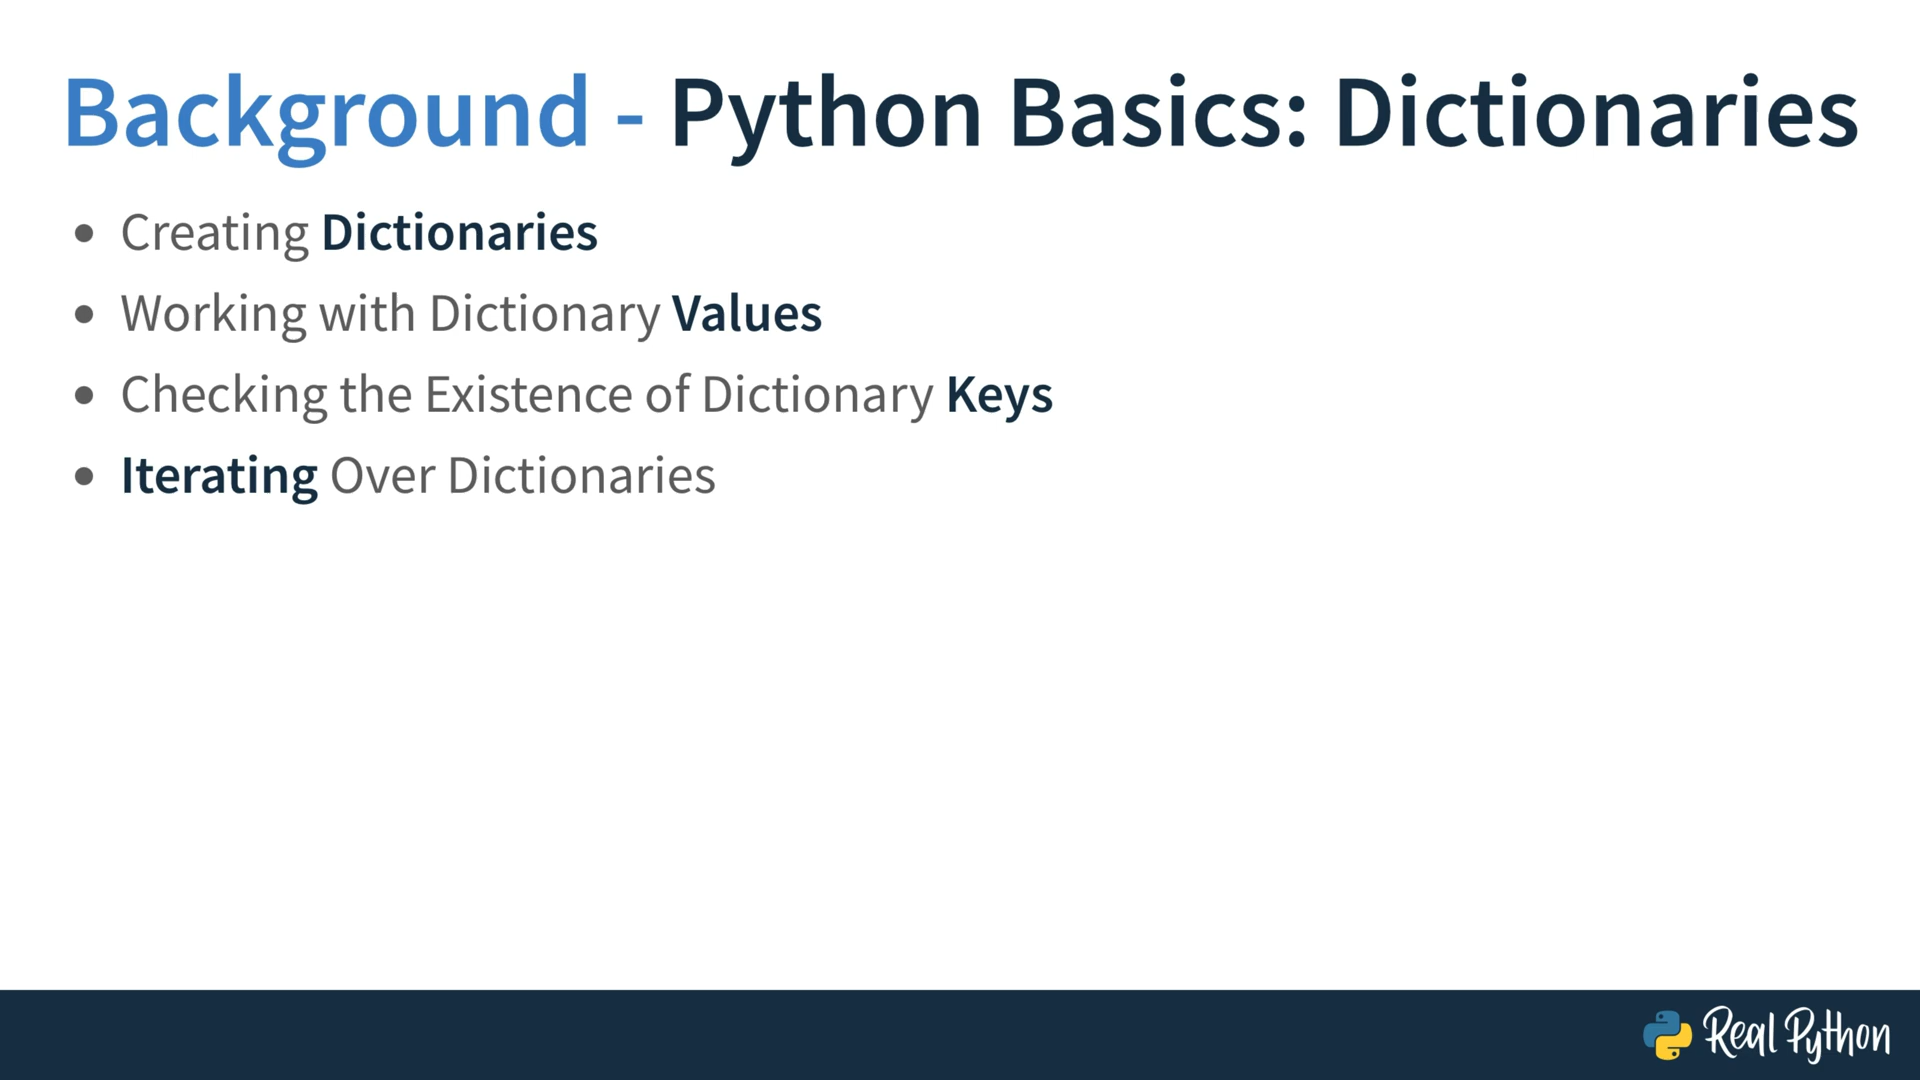 Background - Python Basics: Dictionaries
• Creating Dictionaries
• Working with Dictionary Values
• Checking the Existence of Dictionary Keys
• Iterating Over Dictionaries
Real Python